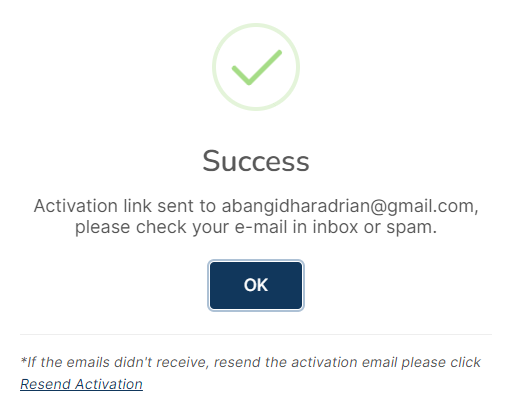 Success
Activation link sent to abangidharadrian@gmail.com,
please check your e-mail in inbox or spam.
OK
*If the emails didn't receive, resend the activation email please click
Resend Activation